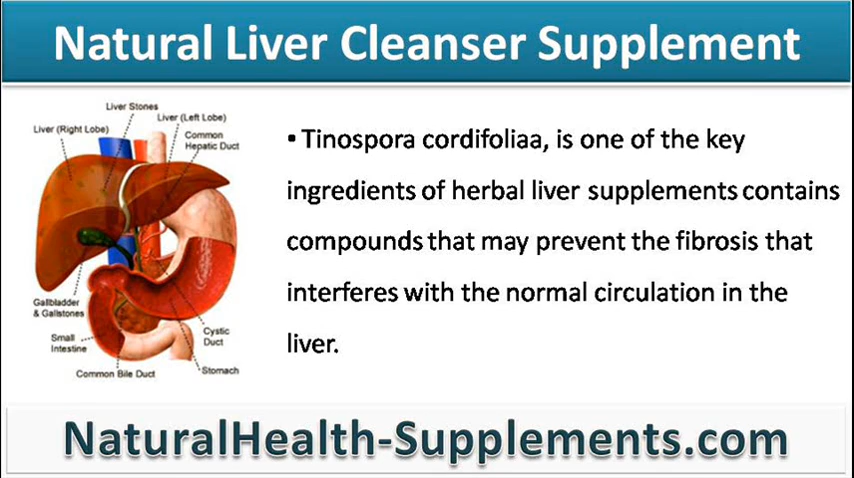 Natural Liver Cleanser Supplement
Liver Stones
Liver (Right Lobe)
Liver (Left Lobe)
Common
Hepatic Duct
Gallbladder
& Gallstones
Small
Intestine
Common Bile Duct
Cystic
Duct
Stomach
▪ Tinospora cordifoliaa, is one of the key
ingredients of herbal liver supplements contains
compounds that may prevent the fibrosis that
interferes with the normal circulation in the
liver.
NaturalHealth-Supplements.com